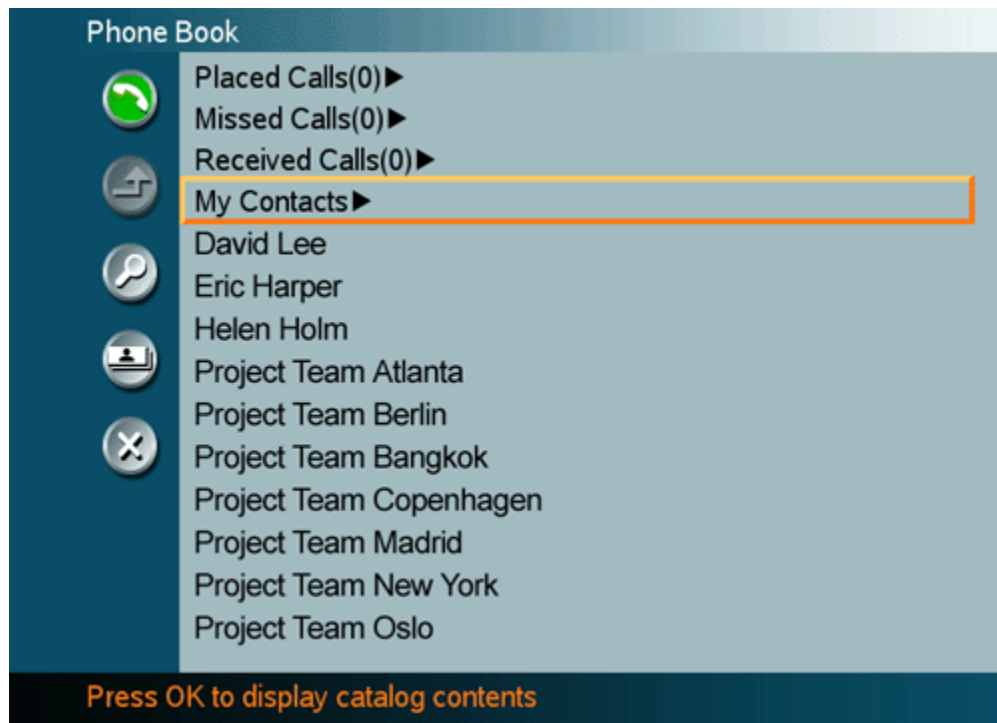 Phone Book
Placed Calls(0)▶
Missed Calls(0)▶
Received Calls(0)▶
My Contacts▶
David Lee
Eric Harper
Helen Holm
Project Team Atlanta
Project Team Berlin
Project Team Bangkok
Project Team Copenhagen
Project Team Madrid
Project Team New York
Project Team Oslo
Press OK to display catalog contents